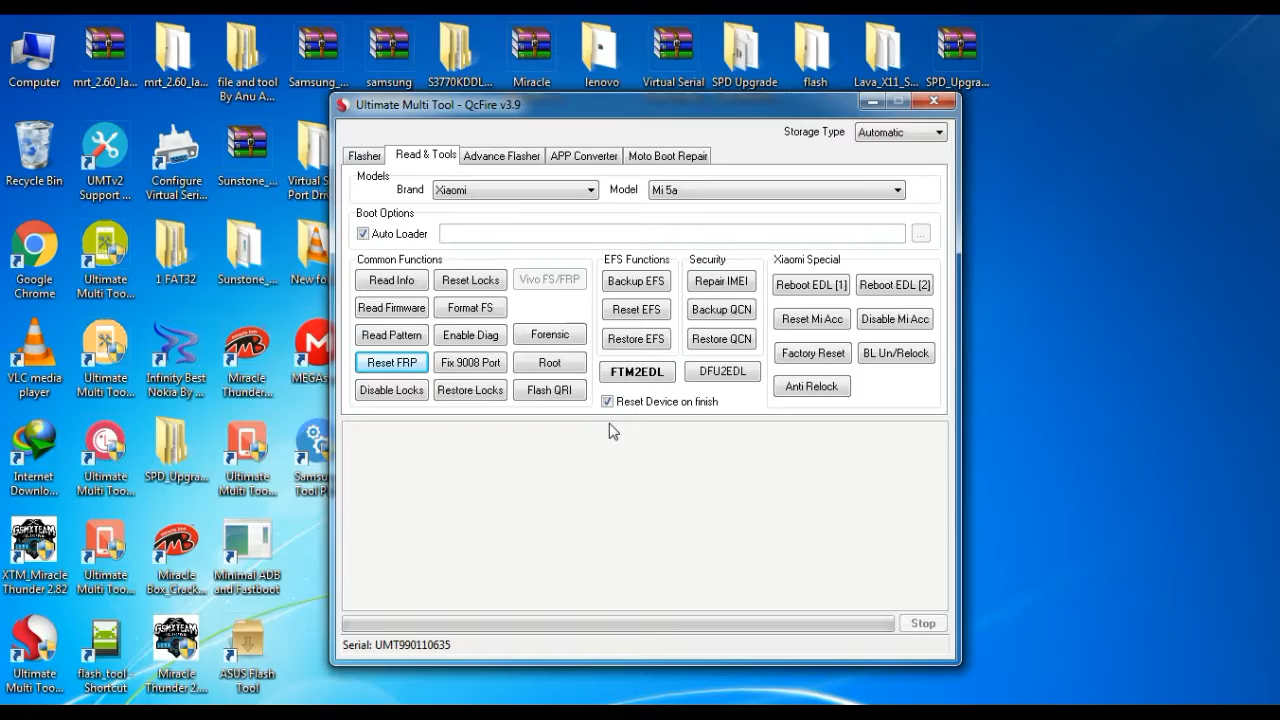 Computer
mrt_2.60_la...
mrt_2.60_la...
file and tool
By Anu A...
Samsung_...
samsung
S3770KDDL...
Miracle
lenovo
Virtual Serial
SPD Upgrade
flash
Lava_X11_S...
SPD_Upgra...
Ultimate Multi Tool - QcFire v3.9
Storage Type
Automatic
Flasher
Read & Tools
Advance Flasher
APP Converter
Moto Boot Repair
Models
Brand
Xiaomi
Model
Mi 5a
Boot Options
Auto Loader
...
Common Functions
Read Info
Reset Locks
Vivo FS/FRP
Read Firmware
Format FS
Read Pattern
Enable Diag
Forensic
Reset FRP
Fix 9008 Port
Root
Disable Locks
Restore Locks
Flash QRI
EFS Functions
Backup EFS
Reset EFS
Restore EFS
FTM2EDL
Security
Repair IMEI
Backup QCN
Restore QCN
DFU2EDL
Reset Device on finish
Xiaomi Special
Reboot EDL [1]
Reboot EDL [2]
Reset Mi Acc
Disable Mi Acc
Factory Reset
BL Un/Relock
Anti Relock
Stop
Serial: UMT990110635
Recycle Bin
UMTv2
Support ...
Configure
Virtual Seri...
Sunstone_...
Virtual S
Port Driv
Google
Chrome
Ultimate
Multi Too...
1 FAT32
Sunstone_...
New fo
VLC media
player
Ultimate
Multi Too...
Infinity Best
Nokia By ...
Miracle
Thunder...
MEGAs
Internet
Downlo...
Ultimate
Multi Too...
SPD_Upgra...
Ultimate
Multi Too...
Sams
Tool P
XTM_Miracle
Thunder 2.82
Ultimate
Multi Too...
Miracle
Box_Crack...
Minimal ADB
and Fastboot
Ultimate
Multi Too...
flash_tool -
Shortcut
Miracle
Thunder 2....
ASUS Flash
Tool